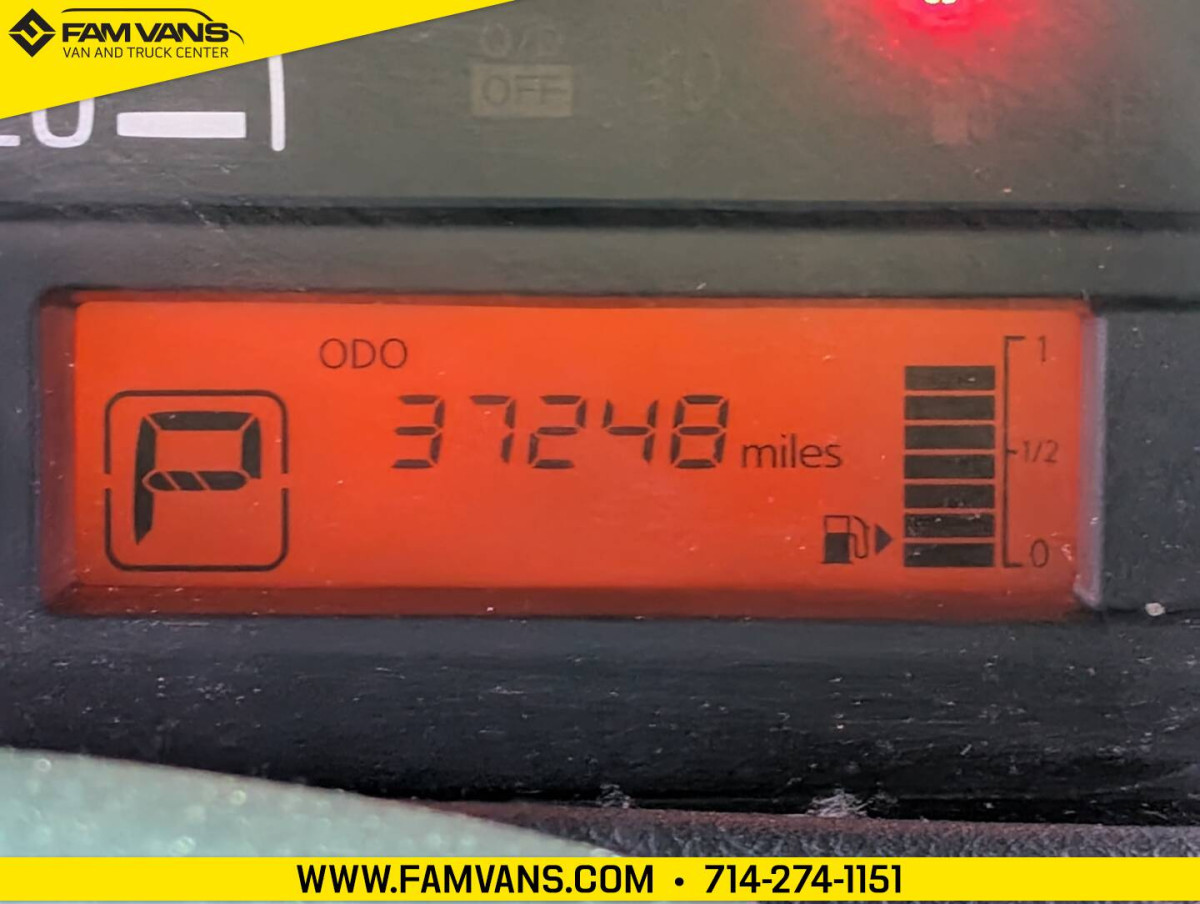 FAM VANS
VAN AND TRUCK CENTER
O/D
OFF
ODO
37248 miles
P
1
1/2
0
WWW.FAMVANS.COM • 714-274-1151